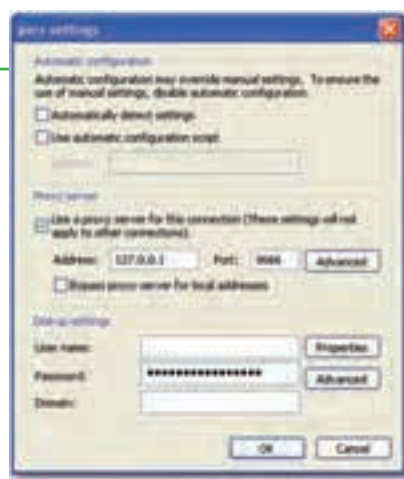 settings
Automatic configuration
Automatic configuration may override manual settings. To ensure the
use of manual settings, disable automatic configuration.
Automatically detect settings
Use automatic configuration script
Proxy server
Use a proxy server for this connection (These settings will not
apply to other connections).
Address: 127.0.0.1 Port: Advanced
Bypass proxy server for local addresses
Dial-up settings
User name: Properties
Password: Advanced
Domain:
OK Cancel